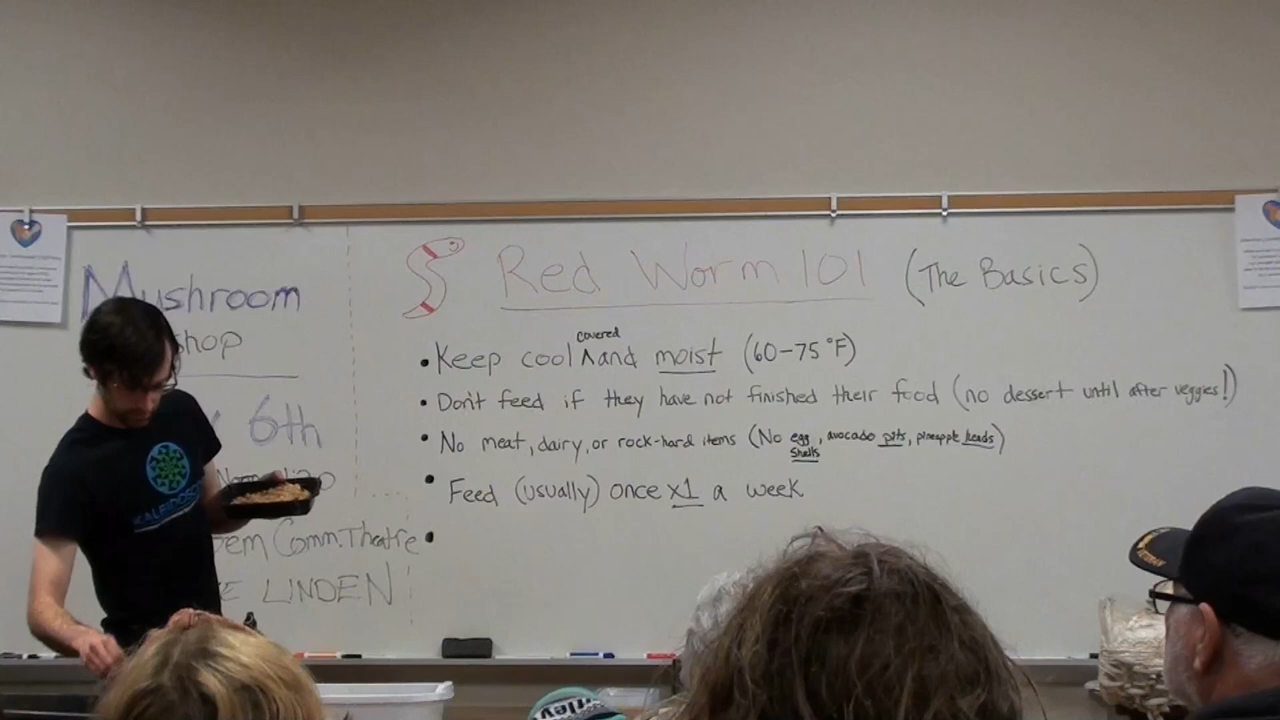 Mushroom
shop
6th
Gem Comm. Theatre
LINDEN
Red Worm 101 (The Basics)
• Keep cool ^covered and moist (60-75 °F)
• Don't feed if they have not finished their food (no dessert until after veggies!)
• No meat, dairy, or rock-hard items (No egg shells, avocado pits, pineapple heads)
• Feed (usually) once x1 a week
•
KALEIDOSC